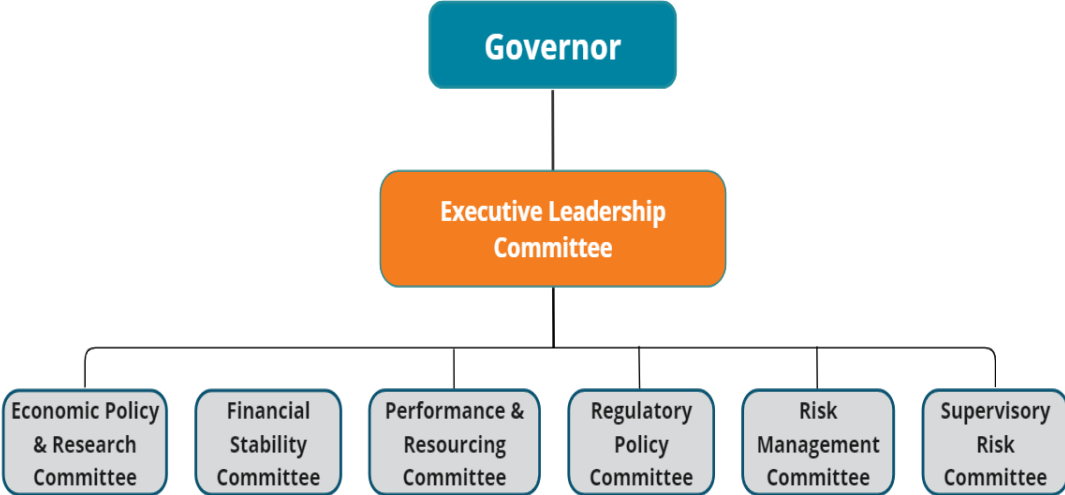 Governor
Executive Leadership
Committee
Economic Policy
& Research
Committee
Financial
Stability
Committee
Performance &
Resourcing
Committee
Regulatory
Policy
Committee
Risk
Management
Committee
Supervisory
Risk
Committee